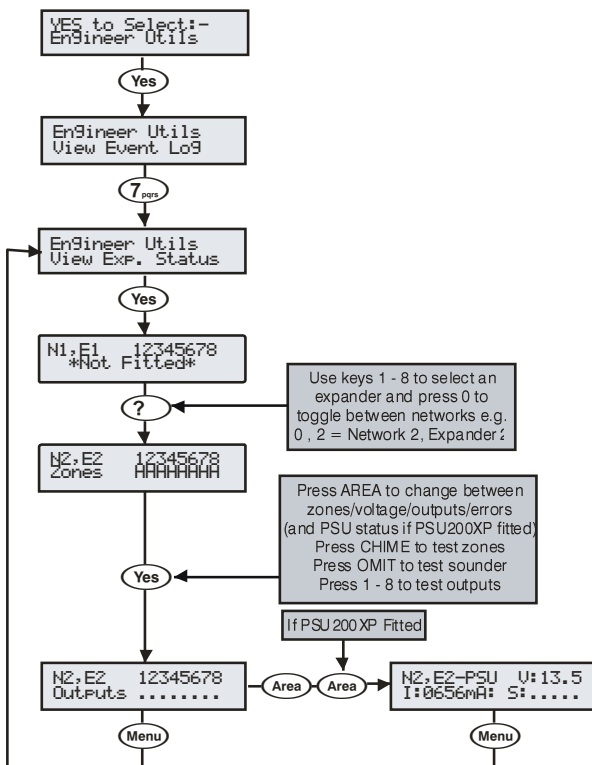 YES to Select:-
Engineer Utils
Yes
Engineer Utils
View Event Log
7pqrs
Engineer Utils
View Exp. Status
Yes
N1,E1 12345678
*Not Fitted*
?
Use keys 1 - 8 to select an
expander and press 0 to
toggle between networks e.g.
0 , 2 = Network 2, Expander 2
N2,E2 12345678
Zones AAAAAAAA
Press AREA to change between
zones/voltage/outputs/errors
(and PSU status if PSU200XP fitted)
Press CHIME to test zones
Press OMIT to test sounder
Press 1 - 8 to test outputs
Yes
If PSU200XP Fitted
N2,E2 12345678
Outputs ........
Area
Area
N2,E2-PSU V:13.5
I:0656mA: S:.....
Menu
Menu